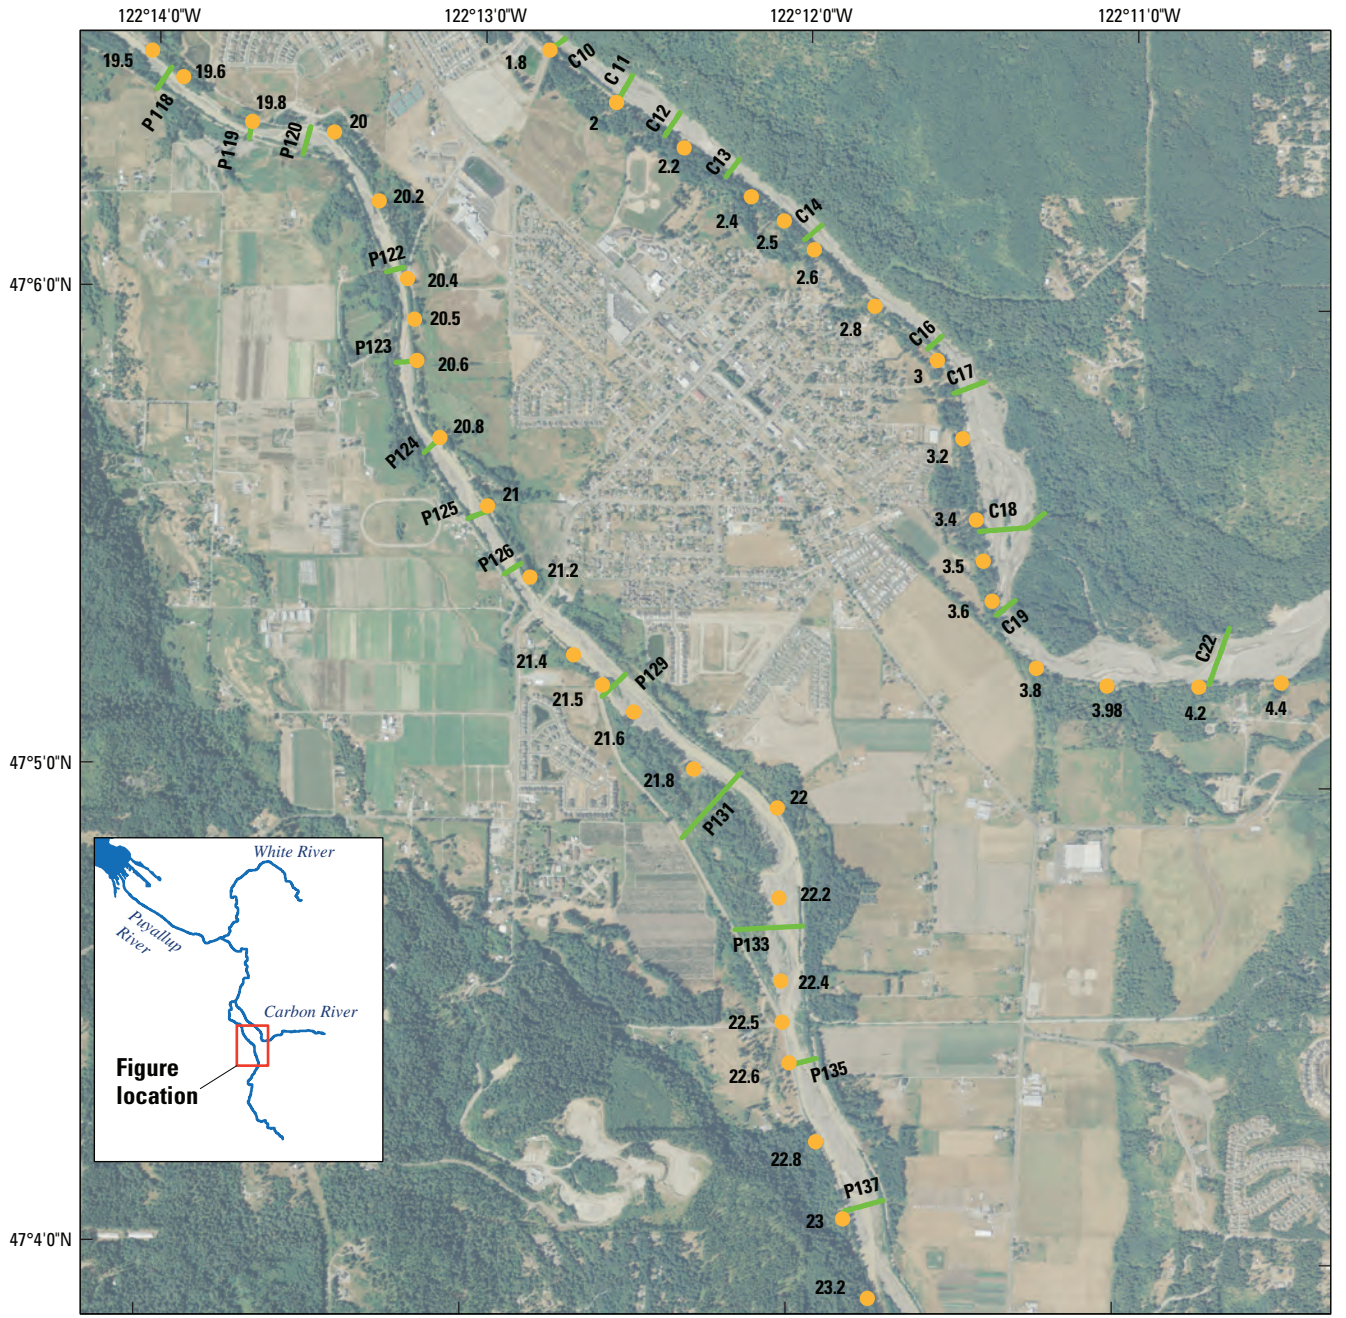 122°14'0"W
122°13'0"W
122°12'0"W
122°11'0"W
19.5
19.6
P118
19.8
P119
P120
20
20.2
P122
20.4
20.5
P123
20.6
20.8
P124
21
P125
P126
21.2
21.4
21.5
P129
21.6
21.8
P131
22
22.2
P133
22.4
22.5
22.6
P135
22.8
P137
23
23.2
1.8
C10
C11
2
C12
2.2
C13
2.4
2.5
C14
2.6
2.8
C16
3
C17
3.2
3.4
C18
3.5
3.6
C19
3.8
3.98
C22
4.2
4.4
47°6'0"N
47°5'0"N
47°4'0"N
White River
Puyallup
River
Carbon River
Figure
location